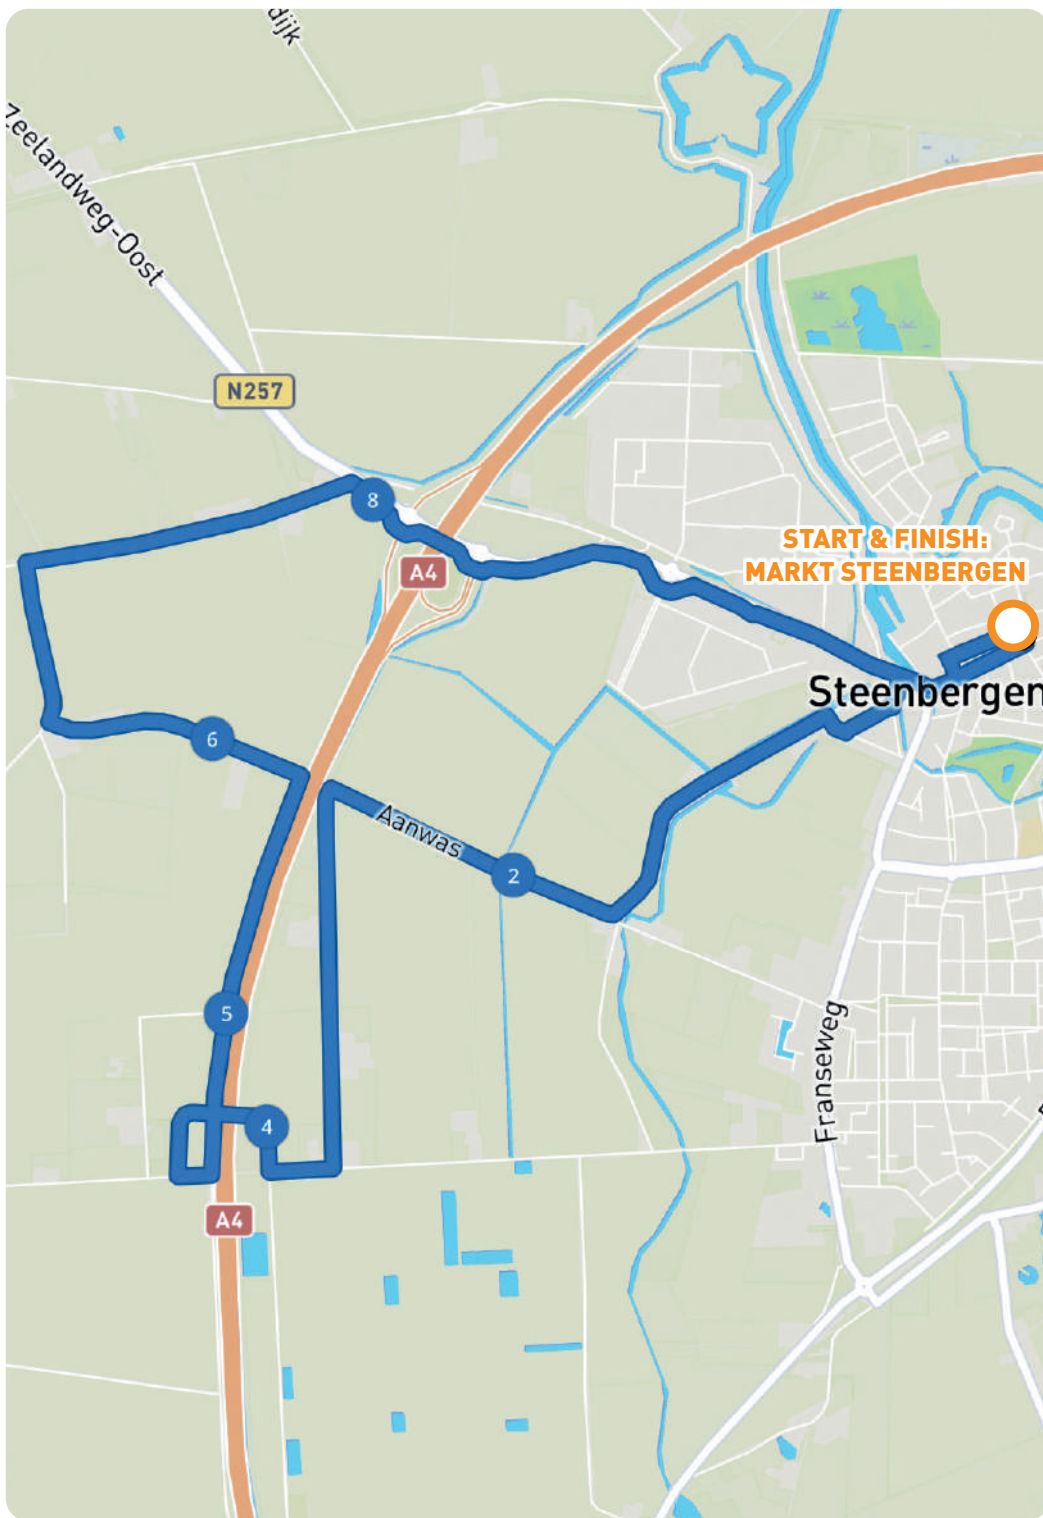 dijk
Zeelandweg-Oost
N257
8
START & FINISH:
MARKT STEENBERGEN
A4
Steenbergen
6
Aanwas
2
5
Franseweg
4
A4